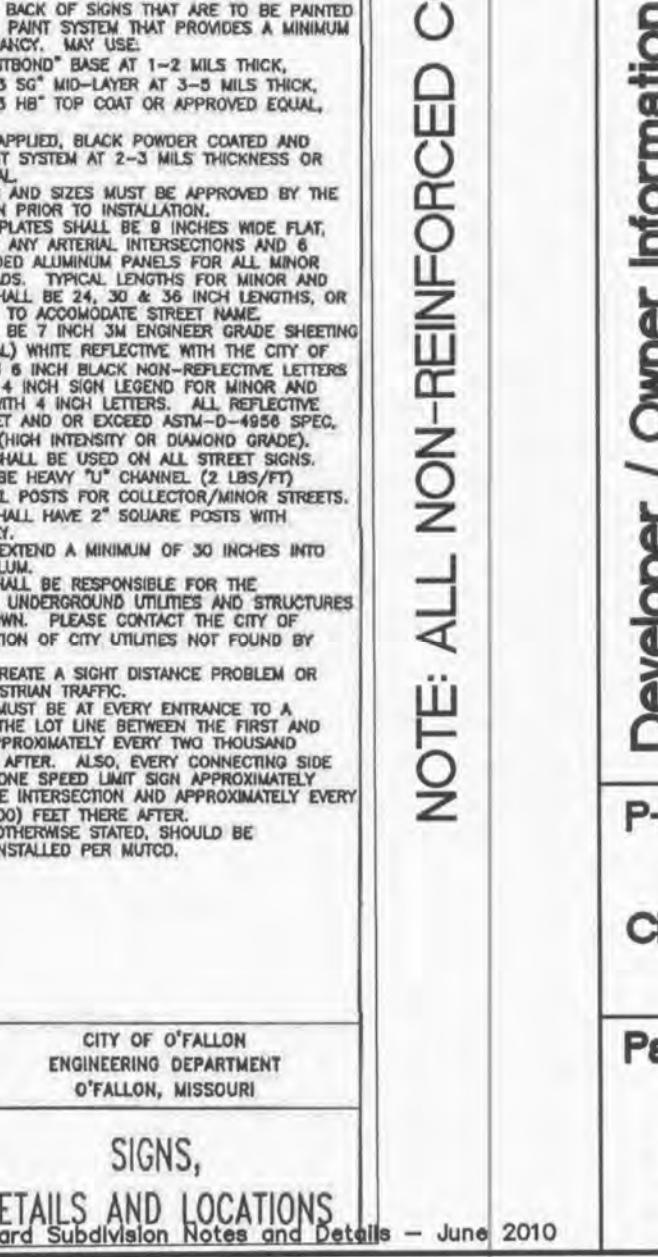 BACK OF SIGNS THAT ARE TO BE PAINTED
PAINT SYSTEM THAT PROVIDES A MINIMUM
ANCY. MAY USE:
TBOND" BASE AT 1-2 MILS THICK,
SG" MID-LAYER AT 3-5 MILS THICK,
HB" TOP COAT OR APPROVED EQUAL,
APPLIED, BLACK POWDER COATED AND
T SYSTEM AT 2-3 MILS THICKNESS OR
AL.
AND SIZES MUST BE APPROVED BY THE
N PRIOR TO INSTALLATION.
PLATES SHALL BE 9 INCHES WIDE FLAT,
ANY ARTERIAL INTERSECTIONS AND 6
DED ALUMINUM PANELS FOR ALL MINOR
ADS. TYPICAL LENGTHS FOR MINOR AND
HALL BE 24, 30 & 36 INCH LENGTHS, OR
TO ACCOMODATE STREET NAME.
BE 7 INCH 3M ENGINEER GRADE SHEETING
L) WHITE REFLECTIVE WITH THE CITY OF
6 INCH BLACK NON-REFLECTIVE LETTERS
4 INCH SIGN LEGEND FOR MINOR AND
ITH 4 INCH LETTERS. ALL REFLECTIVE
ET AND OR EXCEED ASTM-D-4956 SPEC,
(HIGH INTENSITY OR DIAMOND GRADE).
HALL BE USED ON ALL STREET SIGNS.
BE HEAVY "U" CHANNEL (2 LBS/FT)
L POSTS FOR COLLECTOR/MINOR STREETS.
HALL HAVE 2" SQUARE POSTS WITH
Y.
EXTEND A MINIMUM OF 30 INCHES INTO
LUM.
HALL BE RESPONSIBLE FOR THE
UNDERGROUND UTILITIES AND STRUCTURES
WN. PLEASE CONTACT THE CITY OF
TION OF CITY UTILITIES NOT FOUND BY
REATE A SIGHT DISTANCE PROBLEM OR
STRIAN TRAFFIC.
MUST BE AT EVERY ENTRANCE TO A
THE LOT LINE BETWEEN THE FIRST AND
PPROXIMATELY EVERY TWO THOUSAND
AFTER. ALSO, EVERY CONNECTING SIDE
ONE SPEED LIMIT SIGN APPROXIMATELY
E INTERSECTION AND APPROXIMATELY EVERY
00) FEET THERE AFTER.
OTHERWISE STATED, SHOULD BE
NSTALLED PER MUTCD.
CITY OF O'FALLON
ENGINEERING DEPARTMENT
O'FALLON, MISSOURI
SIGNS,
ETAILS AND LOCATIONS
ard Subdivision Notes and Details - June 2010
NOTE: ALL NON-REINFORCED C
Developer / Owner Information
P-
Ci
Pa